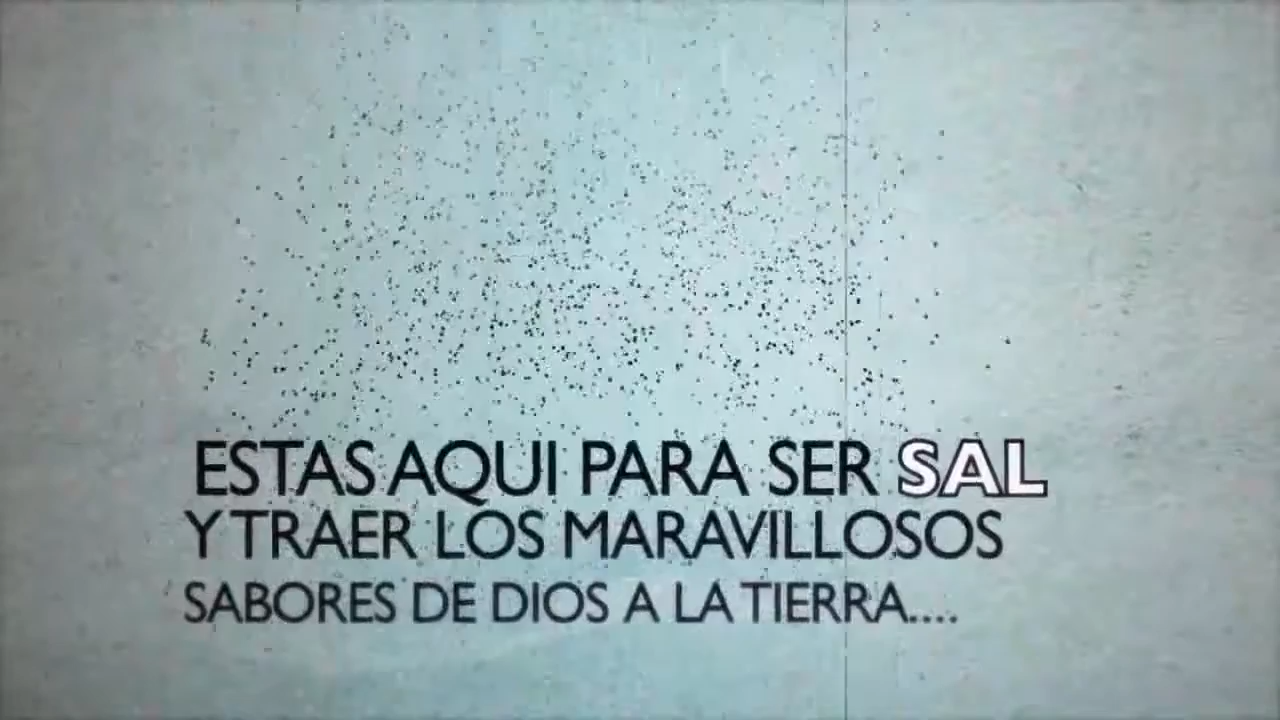 ESTAS AQUI PARA SER SAL
Y TRAER LOS MARAVILLOSOS
SABORES DE DIOS A LA TIERRA....